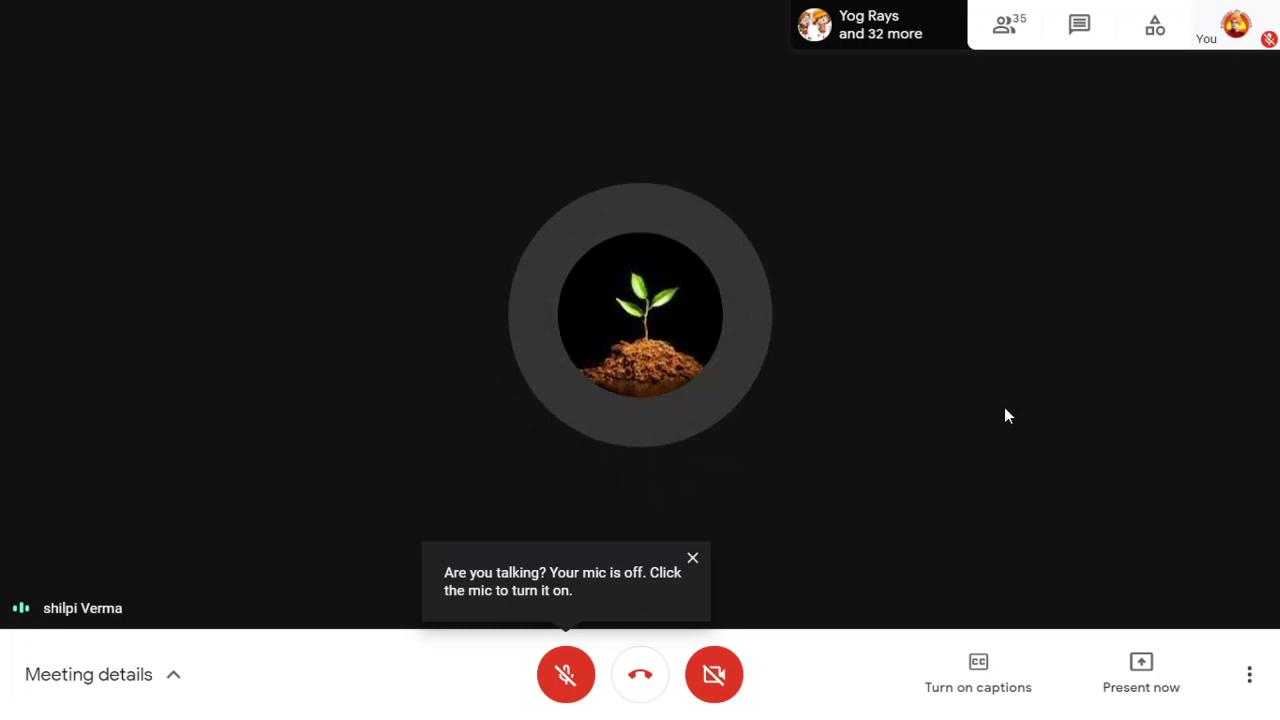 Yog Rays
and 32 more
35
You
Are you talking? Your mic is off. Click
the mic to turn it on.
shilpi Verma
Meeting details
CC
Turn on captions
Present now